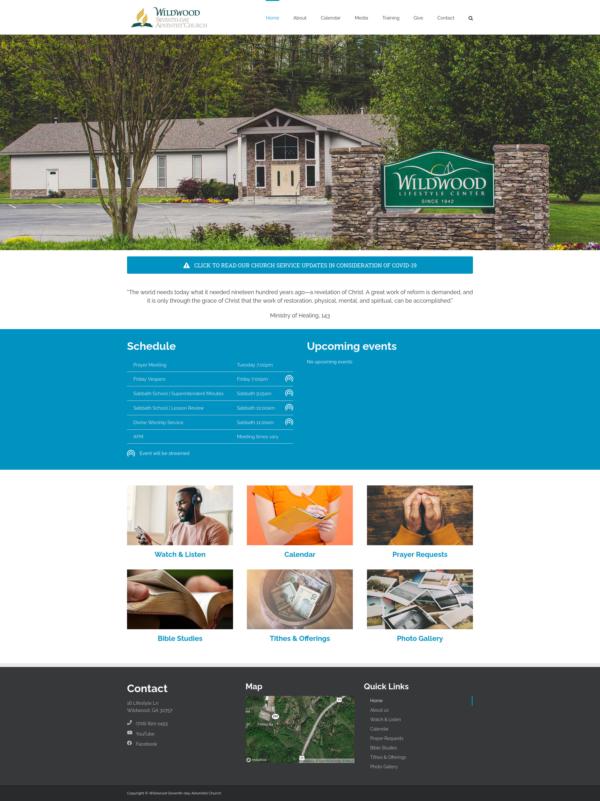 WILDWOOD
SEVENTH-DAY
ADVENTIST CHURCH
Home About Calendar Media Training Give Contact
WILDWOOD
LIFESTYLE CENTER
SINCE 1942
CLICK TO READ OUR CHURCH SERVICE UPDATES IN CONSIDERATION OF COVID-19
"The world needs today what it needed nineteen hundred years ago—a revelation of Christ. A great work of reform is demanded, and
it is only through the grace of Christ that the work of restoration, physical, mental, and spiritual, can be accomplished."
Ministry of Healing, 143
Schedule
Prayer Meeting Tuesday 7:00pm
Friday Vespers Friday 7:00pm
Sabbath School | Superintendent Minutes Sabbath 9:15am
Sabbath School | Lesson Review Sabbath 10:00am
Divine Worship Service Sabbath 11:00am
AYM Meeting times vary
Event will be streamed
Upcoming events
No upcoming events
Watch & Listen
Calendar
Prayer Requests
Bible Studies
Tithes & Offerings
Photo Gallery
Contact
Wildwood, GA 30757
YouTube
Facebook
Map
Quick Links
Home
About us
Watch & Listen
Calendar
Prayer Requests
Bible Studies
Tithes & Offerings
Photo Gallery
Copyright © Wildwood Seventh-day Adventist Church